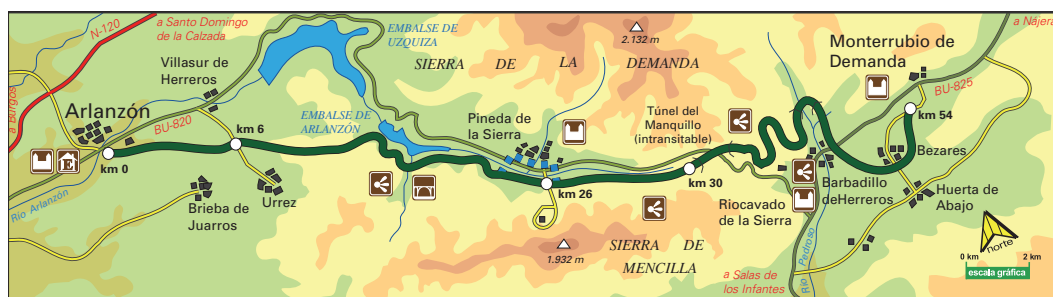 N-120
a Santo Domingo
de la Calzada
EMBALSE DE
UZQUIZA
2.132 m
SIERRA DE LA DEMANDA
a Nájera
Monterrubio de
Demanda
BU-825
Villasur de
Herreros
a Burgos
Arlanzón
BU-820
km 6
EMBALSE DE
ARLANZÓN
Pineda de
la Sierra
Túnel del
Manquillo
(intransitable)
km 54
Bezares
E
km 0
km 26
km 30
Río Arlanzón
Brieba de
Juarros
Urrez
Riocavado
de la Sierra
Barbadillo
deHerreros
Huerta de
Abajo
1.932 m
SIERRA DE
MENCILLA
Río Pedroso
a Salas de
los Infantes
norte
0 km 2 km
escala gráfica